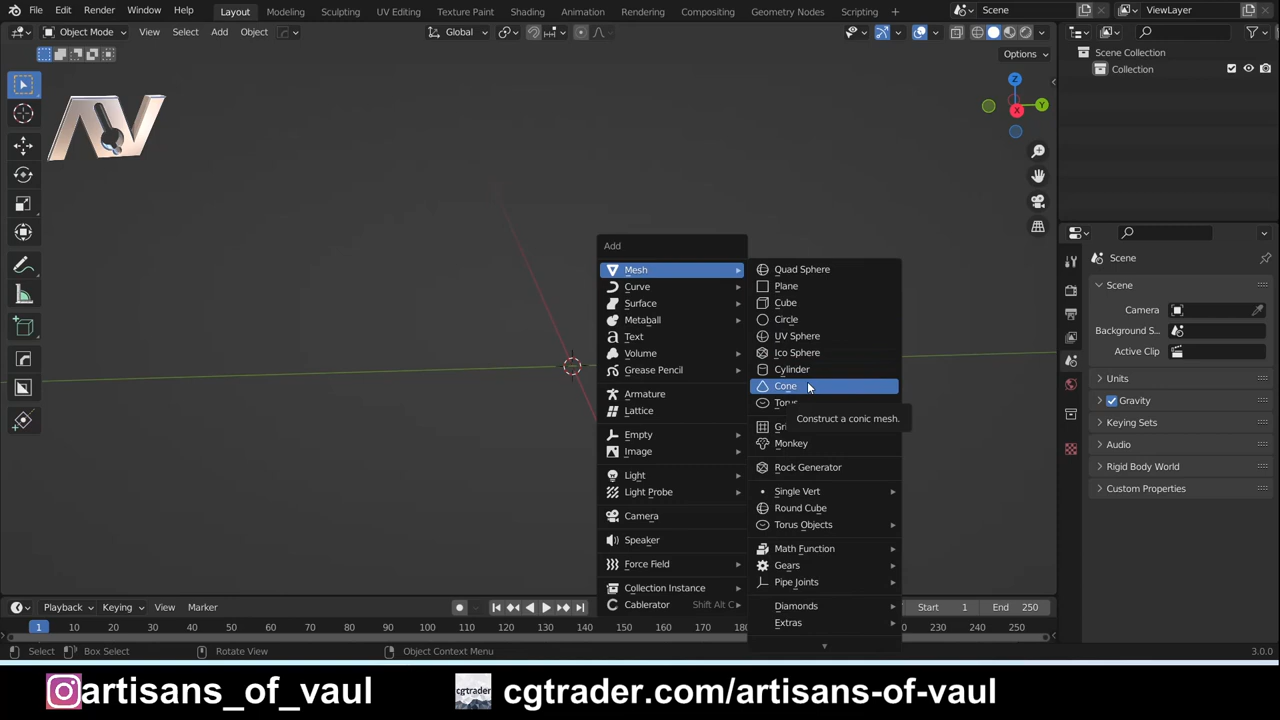 File Edit Render Window Help Layout Modeling Sculpting UV Editing Texture Paint Shading Animation Rendering Compositing Geometry Nodes Scripting + Scene ViewLayer
Object Mode View Select Add Object Global
Options
Scene Collection
Collection
AV
Z
Y
X
Add
Mesh
Curve
Surface
Metaball
Text
Volume
Grease Pencil
Armature
Lattice
Empty
Image
Light
Light Probe
Camera
Speaker
Force Field
Collection Instance
Cablerator Shift Alt C
Quad Sphere
Plane
Cube
Circle
UV Sphere
Ico Sphere
Cylinder
Cone
Torus
Construct a conic mesh.
Monkey
Rock Generator
Single Vert
Round Cube
Torus Objects
Math Function
Gears
Pipe Joints
Diamonds
Extras
Scene
Scene
Camera
Background S...
Active Clip
Units
Gravity
Keying Sets
Audio
Rigid Body World
Custom Properties
Playback Keying View Marker Start 1 End 250
1 10 20 30 40 50 60 70 80 90 100 110 120 130 140 150 160 170 230 240 250
Select Box Select Rotate View Object Context Menu 3.0.0
artisans_of_vaul cgtrader cgtrader.com/artisans-of-vaul